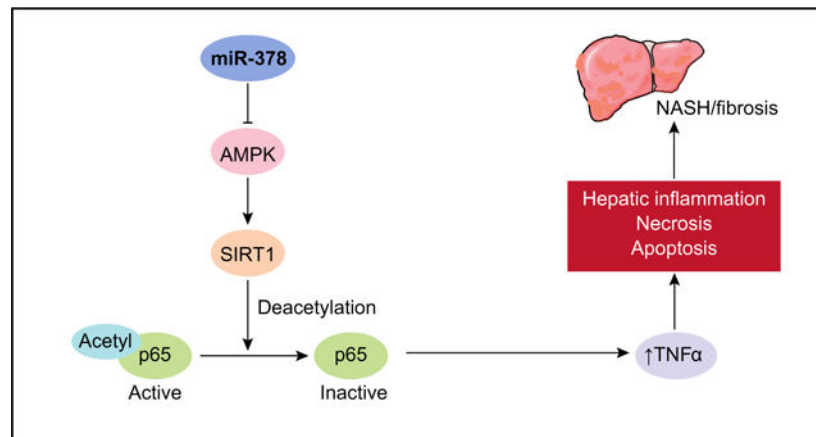 miR-378
AMPK
SIRT1
Deacetylation
Acetyl
p65
Active
p65
Inactive
↑TNFα
Hepatic inflammation
Necrosis
Apoptosis
NASH/fibrosis